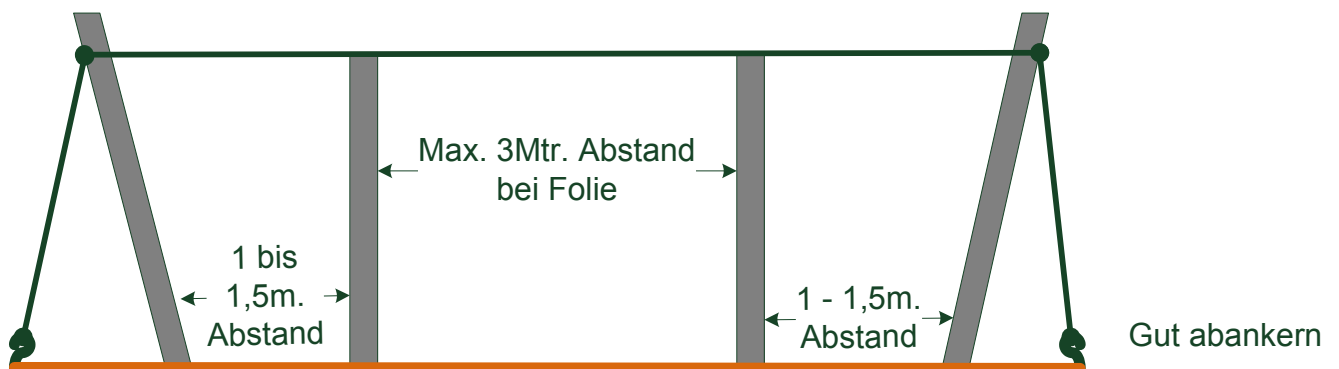 Max. 3Mtr. Abstand
bei Folie
1 bis
1,5m.
Abstand
1 - 1,5m.
Abstand
Gut abankern